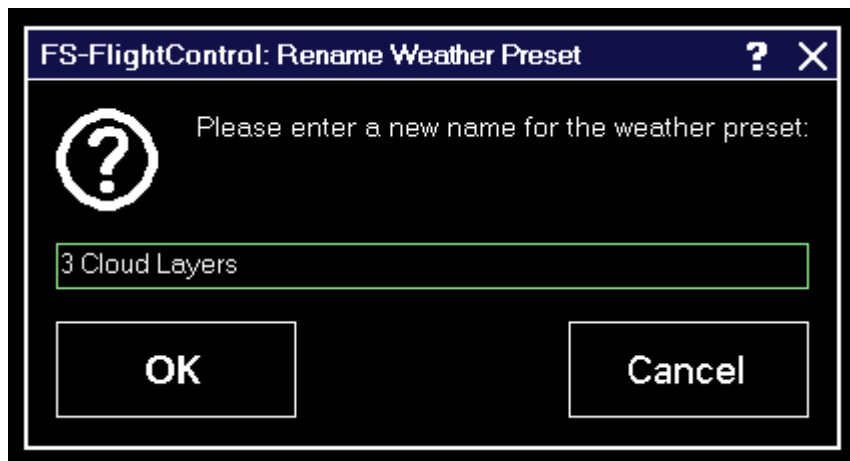 FS-FlightControl: Rename Weather Preset ?
Please enter a new name for the weather preset:
?
3 Cloud Layers
OK
Cancel